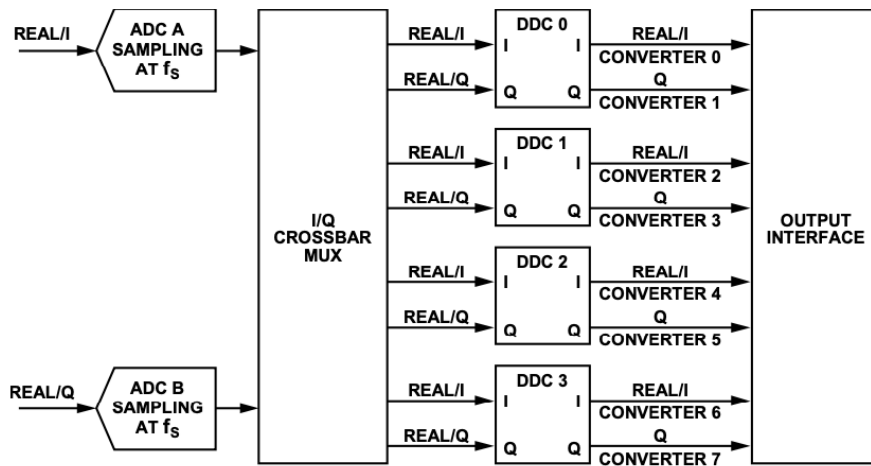 REAL/I
ADC A
SAMPLING
AT fS
REAL/Q
ADC B
SAMPLING
AT fS
I/Q
CROSSBAR
MUX
REAL/I
REAL/Q
DDC 0
I I
Q Q
REAL/I
CONVERTER 0
Q
CONVERTER 1
REAL/I
REAL/Q
DDC 1
I I
Q Q
REAL/I
CONVERTER 2
Q
CONVERTER 3
REAL/I
REAL/Q
DDC 2
I I
Q Q
REAL/I
CONVERTER 4
Q
CONVERTER 5
REAL/I
REAL/Q
DDC 3
I I
Q Q
REAL/I
CONVERTER 6
Q
CONVERTER 7
OUTPUT
INTERFACE